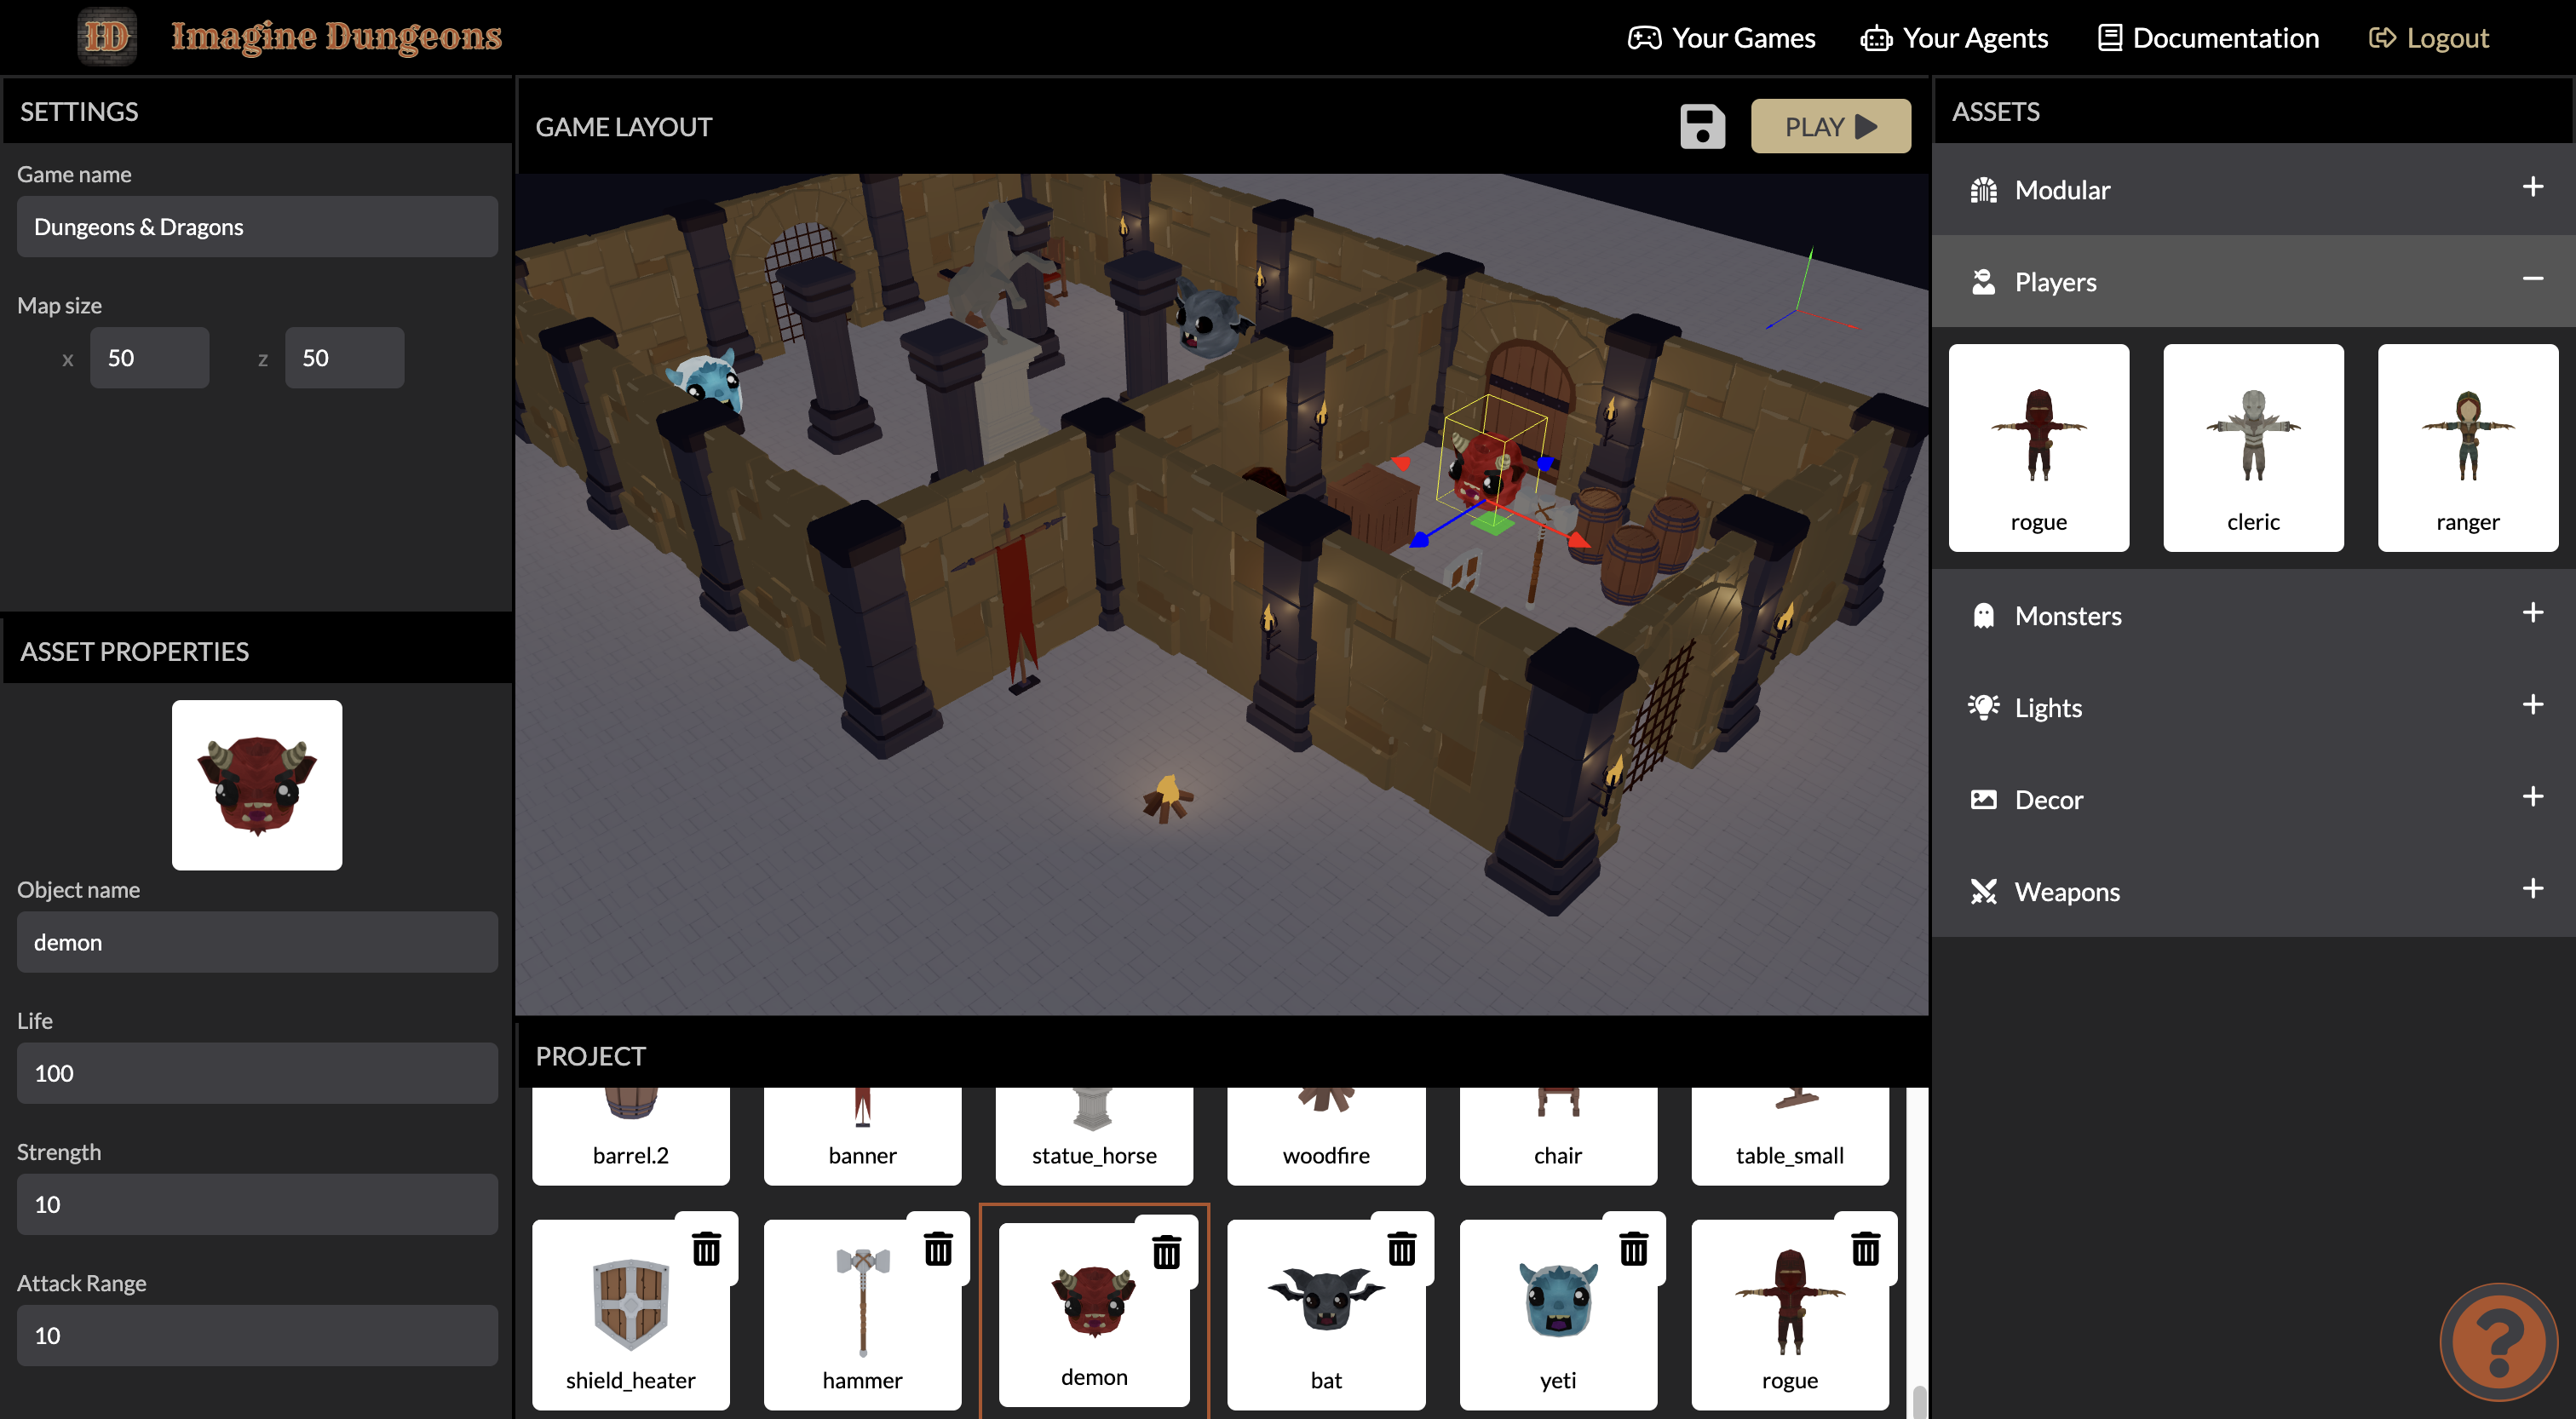 ID Imagine Dungeons
Your Games
Your Agents
Documentation
Logout
SETTINGS
Game name
Dungeons & Dragons
Map size
x 50 z 50
ASSET PROPERTIES
Object name
demon
Life
100
Strength
10
Attack Range
10
GAME LAYOUT
PLAY
PROJECT
barrel.2
banner
statue_horse
woodfire
chair
table_small
shield_heater
hammer
demon
bat
yeti
rogue
ASSETS
Modular
Players
rogue
cleric
ranger
Monsters
Lights
Decor
Weapons
?